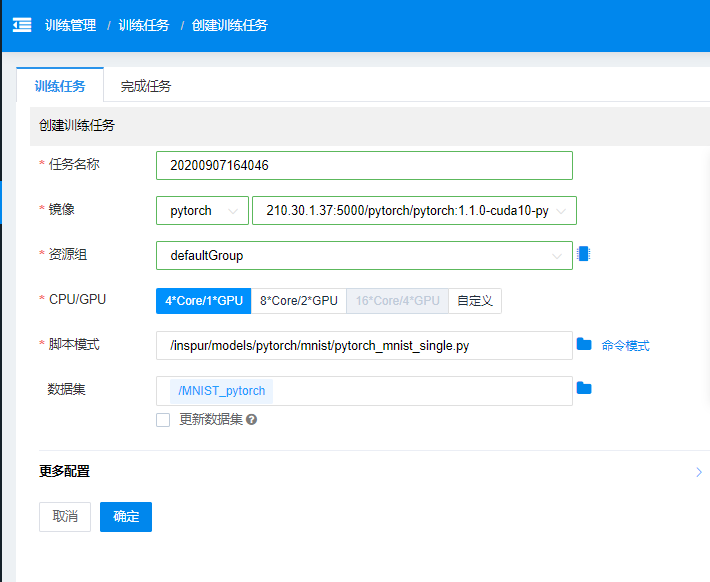 训练管理 / 训练任务 / 创建训练任务
训练任务 完成任务
创建训练任务
* 任务名称 20200907164046
* 镜像 pytorch 210.30.1.37:5000/pytorch/pytorch:1.1.0-cuda10-py
* 资源组 defaultGroup
* CPU/GPU 4*Core/1*GPU 8*Core/2*GPU 16*Core/4*GPU 自定义
* 脚本模式 /inspur/models/pytorch/mnist/pytorch_mnist_single.py 命令模式
数据集 /MNIST_pytorch
更新数据集 ?
更多配置
取消 确定